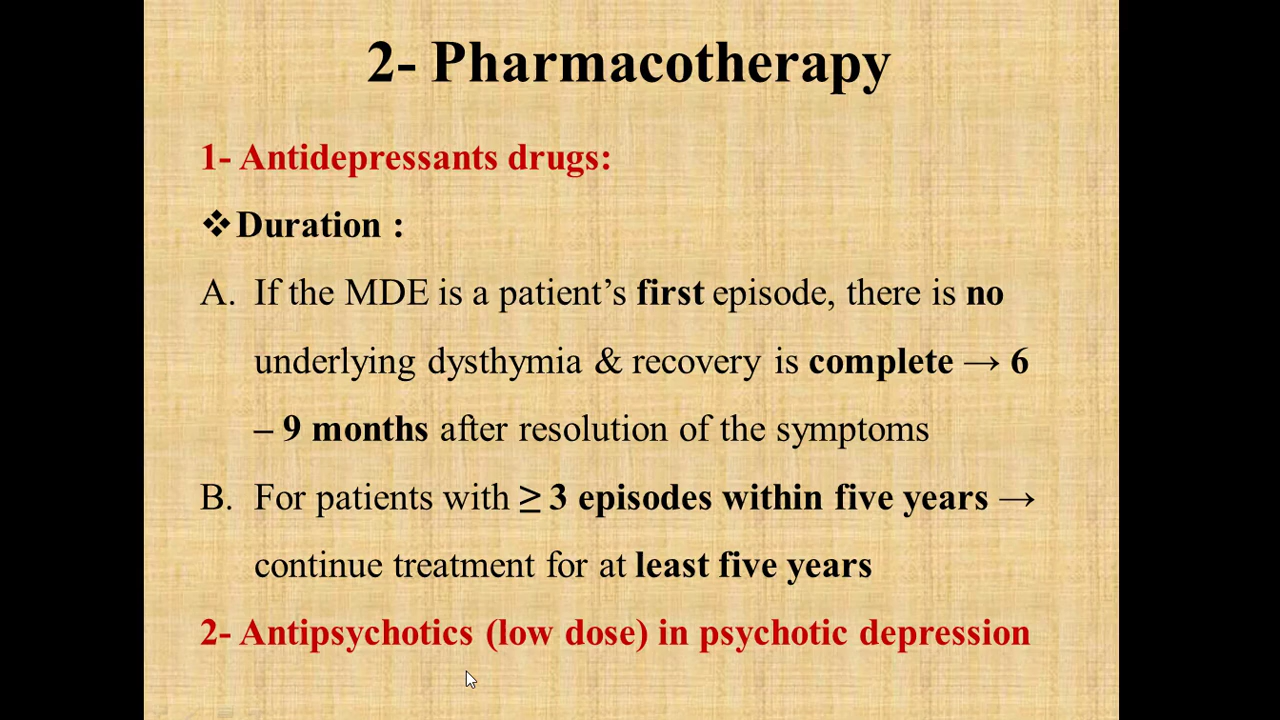 2- Pharmacotherapy
1- Antidepressants drugs:
❖Duration :
A. If the MDE is a patient’s first episode, there is no
underlying dysthymia & recovery is complete → 6
– 9 months after resolution of the symptoms
B. For patients with ≥ 3 episodes within five years →
continue treatment for at least five years
2- Antipsychotics (low dose) in psychotic depression